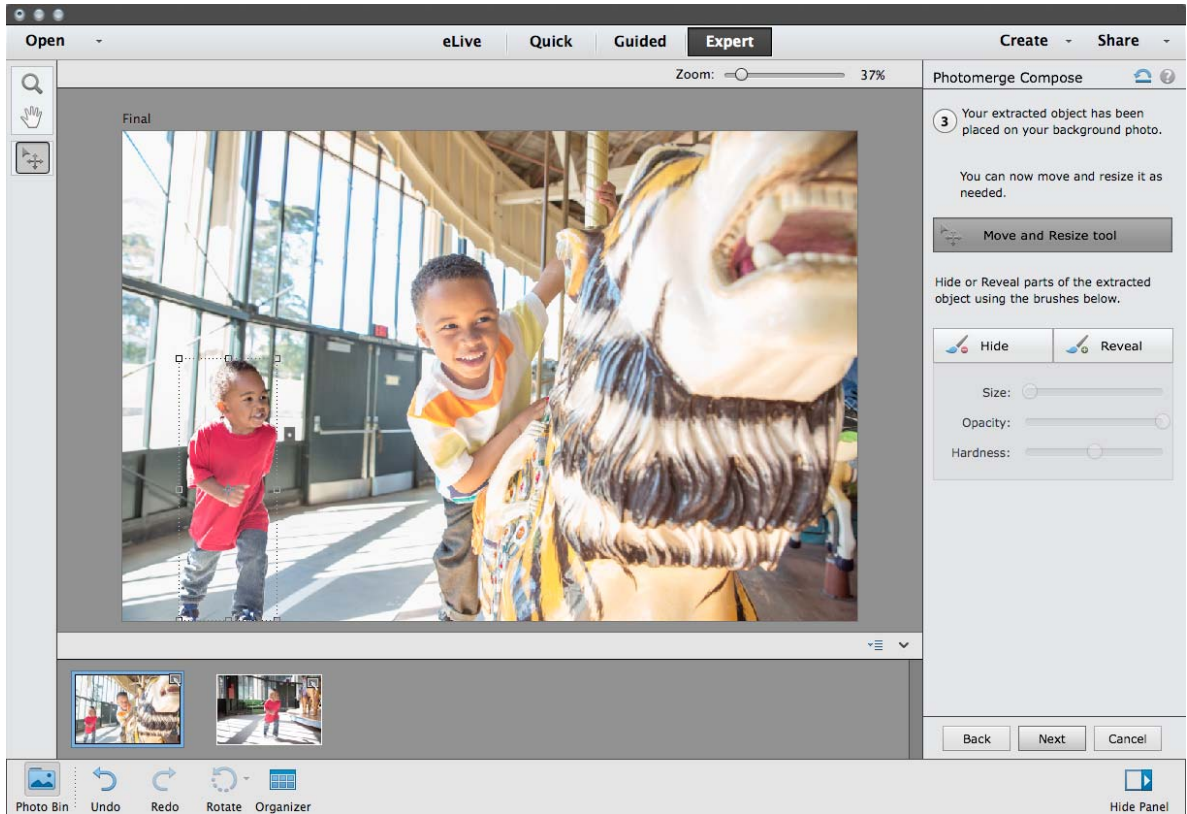 Open
eLive
Quick
Guided
Expert
Create
Share
Zoom:
37%
Photomerge Compose
?
Final
3
Your extracted object has been
placed on your background photo.
You can now move and resize it as
needed.
Move and Resize tool
Hide or Reveal parts of the extracted
object using the brushes below.
Hide
Reveal
Size:
Opacity:
Hardness:
Back
Next
Cancel
Photo Bin
Undo
Redo
Rotate
Organizer
Hide Panel